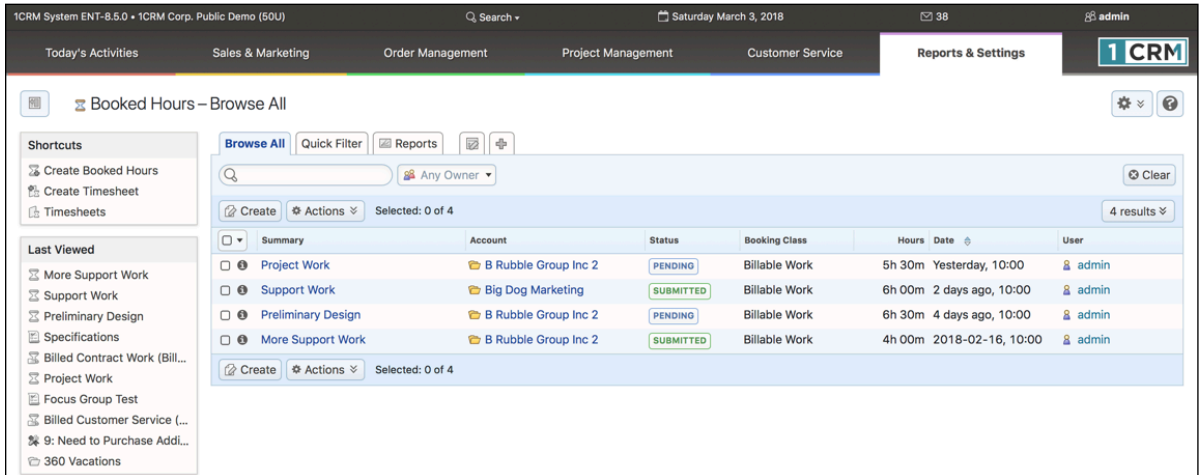 1CRM System ENT-8.5.0 • 1CRM Corp. Public Demo (50U) Search Saturday March 3, 2018 38 admin
Today's Activities Sales & Marketing Order Management Project Management Customer Service Reports & Settings 1CRM
Booked Hours – Browse All
Shortcuts
Create Booked Hours
Create Timesheet
Timesheets
Last Viewed
More Support Work
Support Work
Preliminary Design
Specifications
Billed Contract Work (Bill...
Project Work
Focus Group Test
Billed Customer Service (...
9: Need to Purchase Addi...
360 Vacations
Browse All Quick Filter Reports
Any Owner Clear
Create Actions Selected: 0 of 4 4 results
Summary Account Status Booking Class Hours Date User
Project Work B Rubble Group Inc 2 PENDING Billable Work 5h 30m Yesterday, 10:00 admin
Support Work Big Dog Marketing SUBMITTED Billable Work 6h 00m 2 days ago, 10:00 admin
Preliminary Design B Rubble Group Inc 2 PENDING Billable Work 6h 30m 4 days ago, 10:00 admin
More Support Work B Rubble Group Inc 2 SUBMITTED Billable Work 4h 00m 2018-02-16, 10:00 admin
Create Actions Selected: 0 of 4